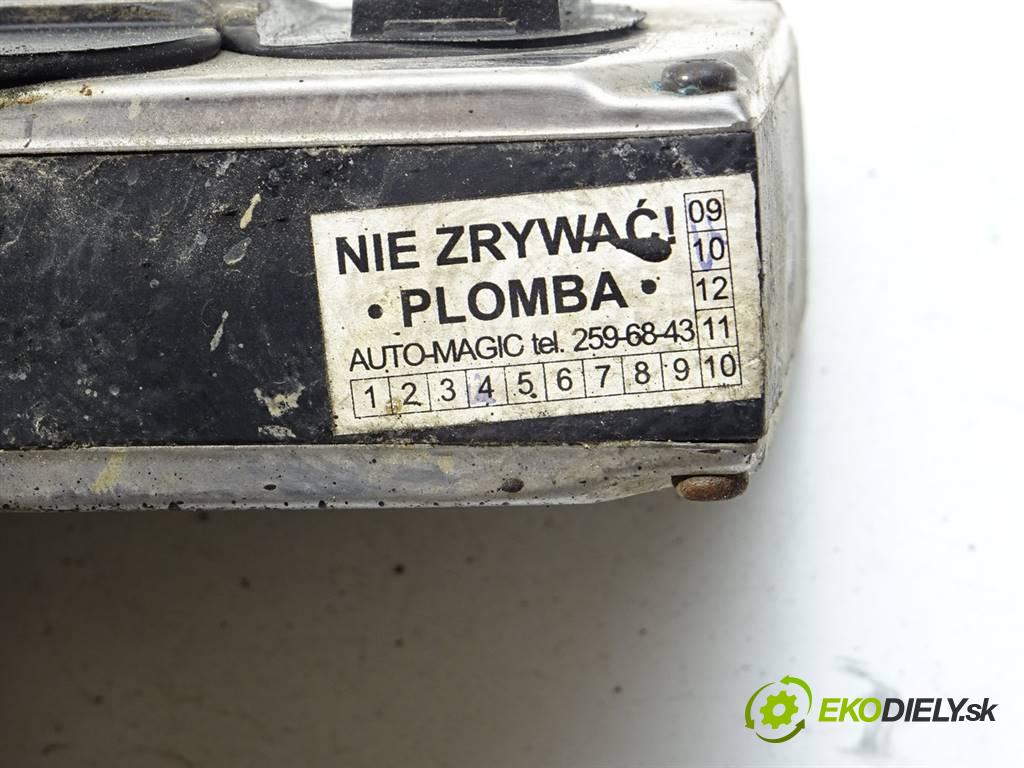 NIE ZRYWAĆ!
• PLOMBA •
AUTO-MAGIC tel. 259-68-43
09
10
12
11
1 2 3 4 5 6 7 8 9 10
EKODIELY.sk